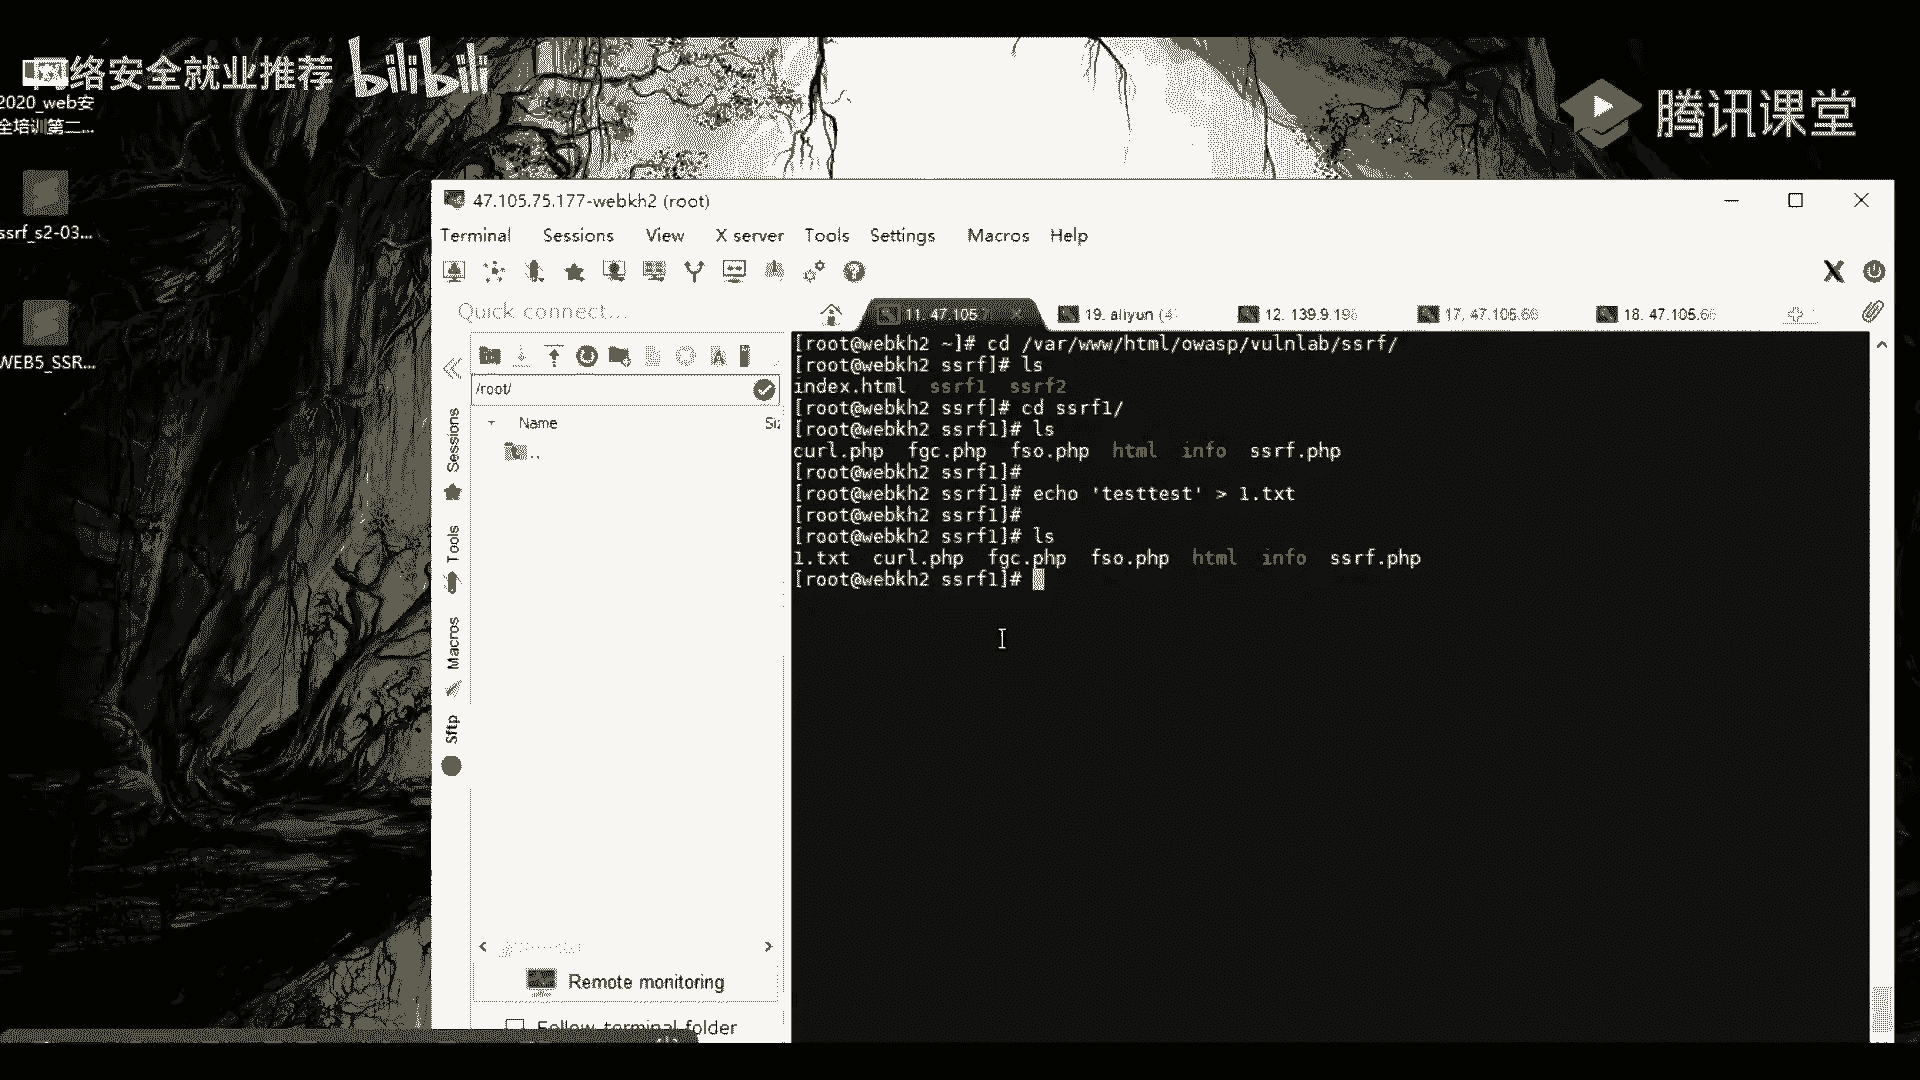 络安全就业推荐
bilibili
腾讯课堂
2020_web安
全培训第二...
ssrf_s2-03...
WEB5_SSR...
47.105.75.177-webkh2 (root)
Terminal Sessions View X server Tools Settings Macros Help
Quick connect...
11. 47.105
19. aliyun (4
12. 139.9.196
17. 47.105.66
18. 47.105.66
/root/
Name
..
Sessions
Tools
Macros
Sftp
Remote monitoring
Follow terminal folder
[root@webkh2 ~]# cd /var/www/html/owasp/vulnlab/ssrf/
[root@webkh2 ssrf]# ls
index.html ssrf1 ssrf2
[root@webkh2 ssrf]# cd ssrf1/
[root@webkh2 ssrf1]# ls
curl.php fgc.php fso.php html info ssrf.php
[root@webkh2 ssrf1]#
[root@webkh2 ssrf1]# echo 'testtest' > 1.txt
[root@webkh2 ssrf1]#
[root@webkh2 ssrf1]# ls
1.txt curl.php fgc.php fso.php html info ssrf.php
[root@webkh2 ssrf1]#